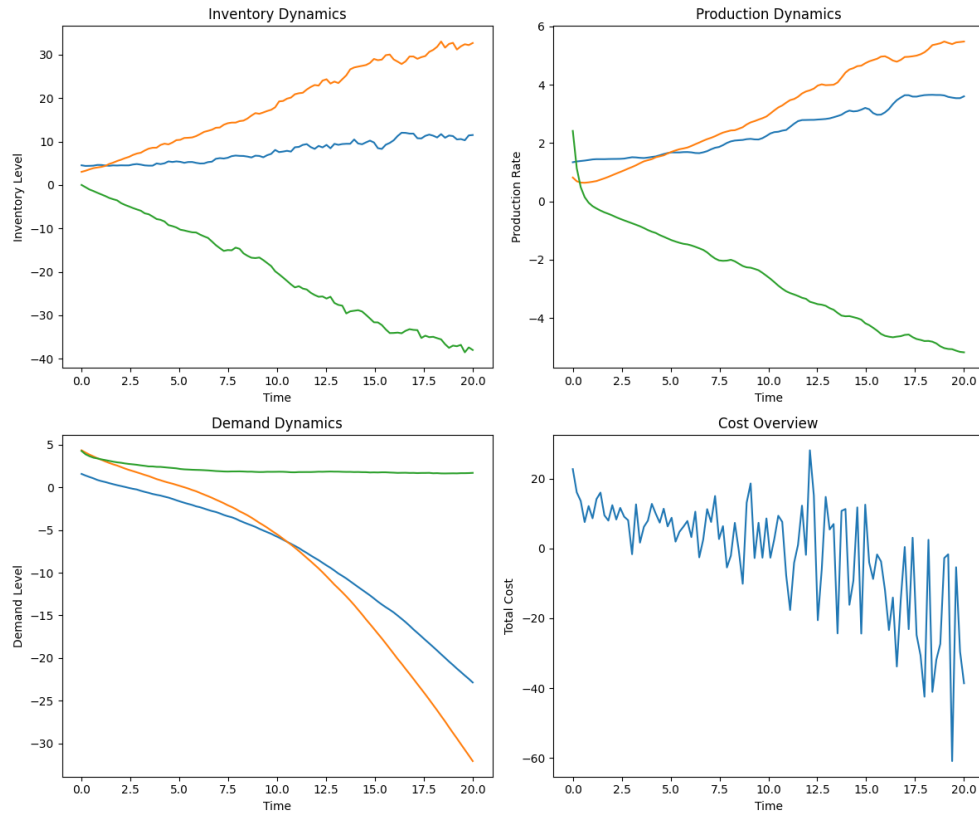 Inventory Dynamics
Inventory Level
30
20
10
0
−10
−20
−30
−40
0.0 2.5 5.0 7.5 10.0 12.5 15.0 17.5 20.0
Time
Production Dynamics
Production Rate
6
4
2
0
−2
−4
0.0 2.5 5.0 7.5 10.0 12.5 15.0 17.5 20.0
Time
Demand Dynamics
Demand Level
5
0
−5
−10
−15
−20
−25
−30
0.0 2.5 5.0 7.5 10.0 12.5 15.0 17.5 20.0
Time
Cost Overview
Total Cost
20
0
−20
−40
−60
0.0 2.5 5.0 7.5 10.0 12.5 15.0 17.5 20.0
Time